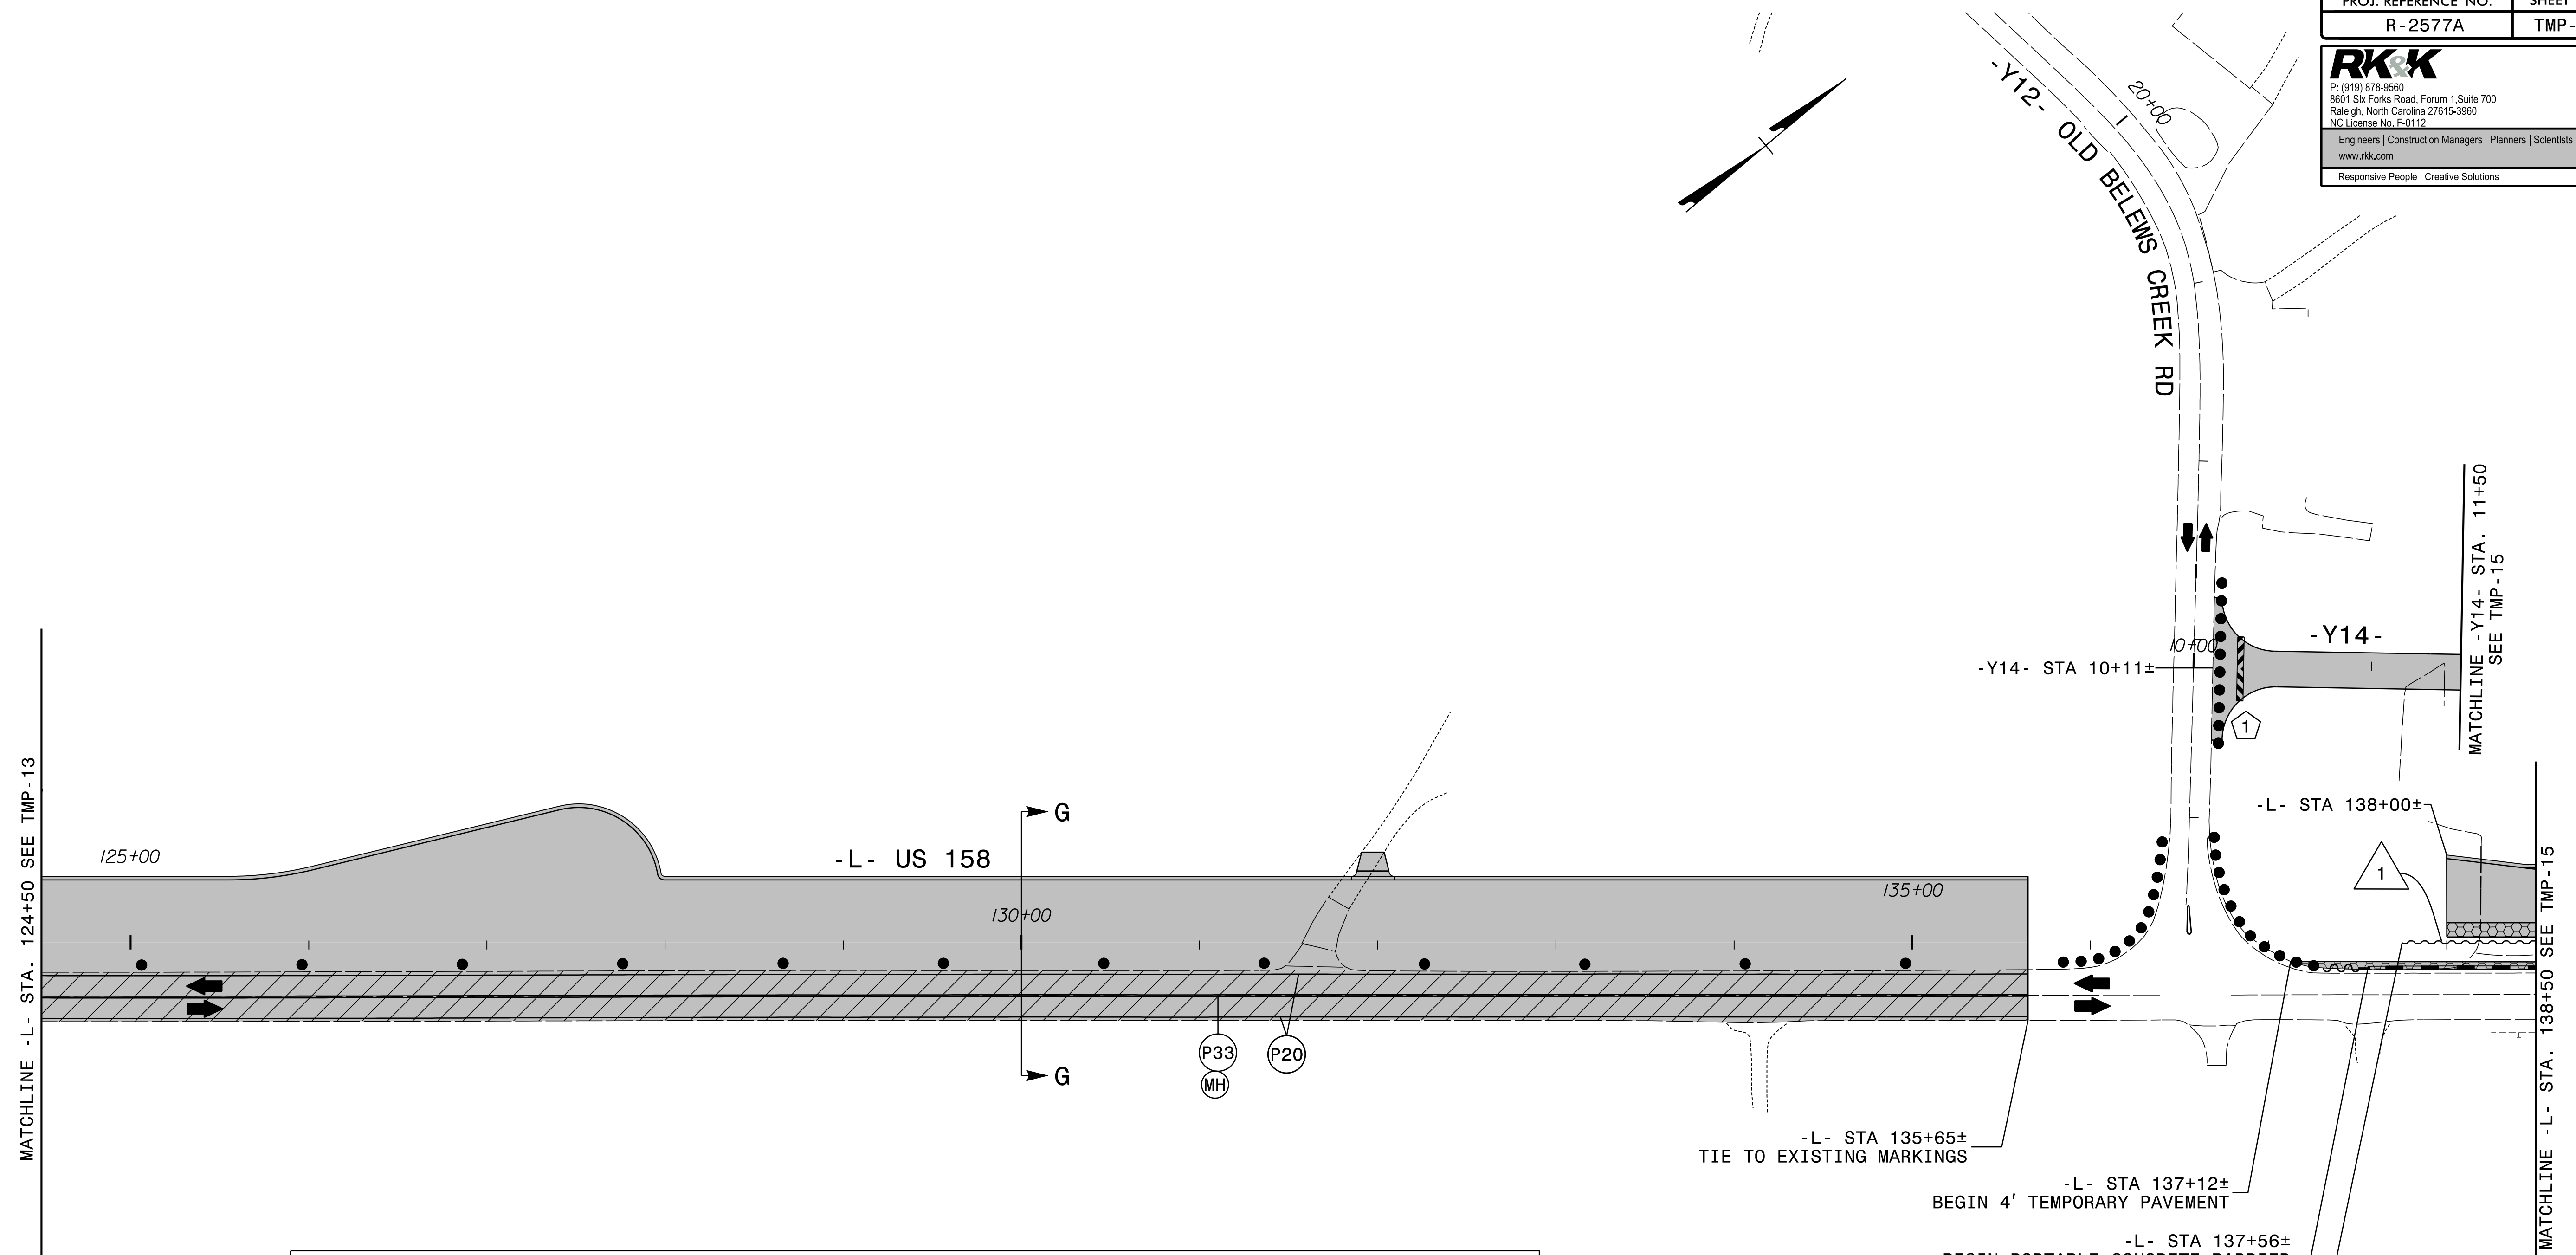 PROJ. REFERENCE NO.
SHEET
R-2577A
TMP-
RK&K
P: (919) 878-9560
8601 Six Forks Road, Forum 1,Suite 700
Raleigh, North Carolina 27615-3960
NC License No. F-0112
Engineers | Construction Managers | Planners | Scientists
www.rkk.com
Responsive People | Creative Solutions
-Y12- OLD BELEWS CREEK RD
20+00
MATCHLINE -Y14- STA. 11+50
SEE TMP-15
-Y14-
10+00
-Y14- STA 10+11±
1
-L- STA 138+00±
1
MATCHLINE -L- STA. 124+50 SEE TMP-13
125+00
-L- US 158
G
130+00
135+00
P33
MH
P20
G
MATCHLINE -L- STA. 138+50 SEE TMP-15
-L- STA 135+65±
TIE TO EXISTING MARKINGS
-L- STA 137+12±
BEGIN 4' TEMPORARY PAVEMENT
-L- STA 137+56±
BEGIN PORTABLE CONCRETE BARRIER